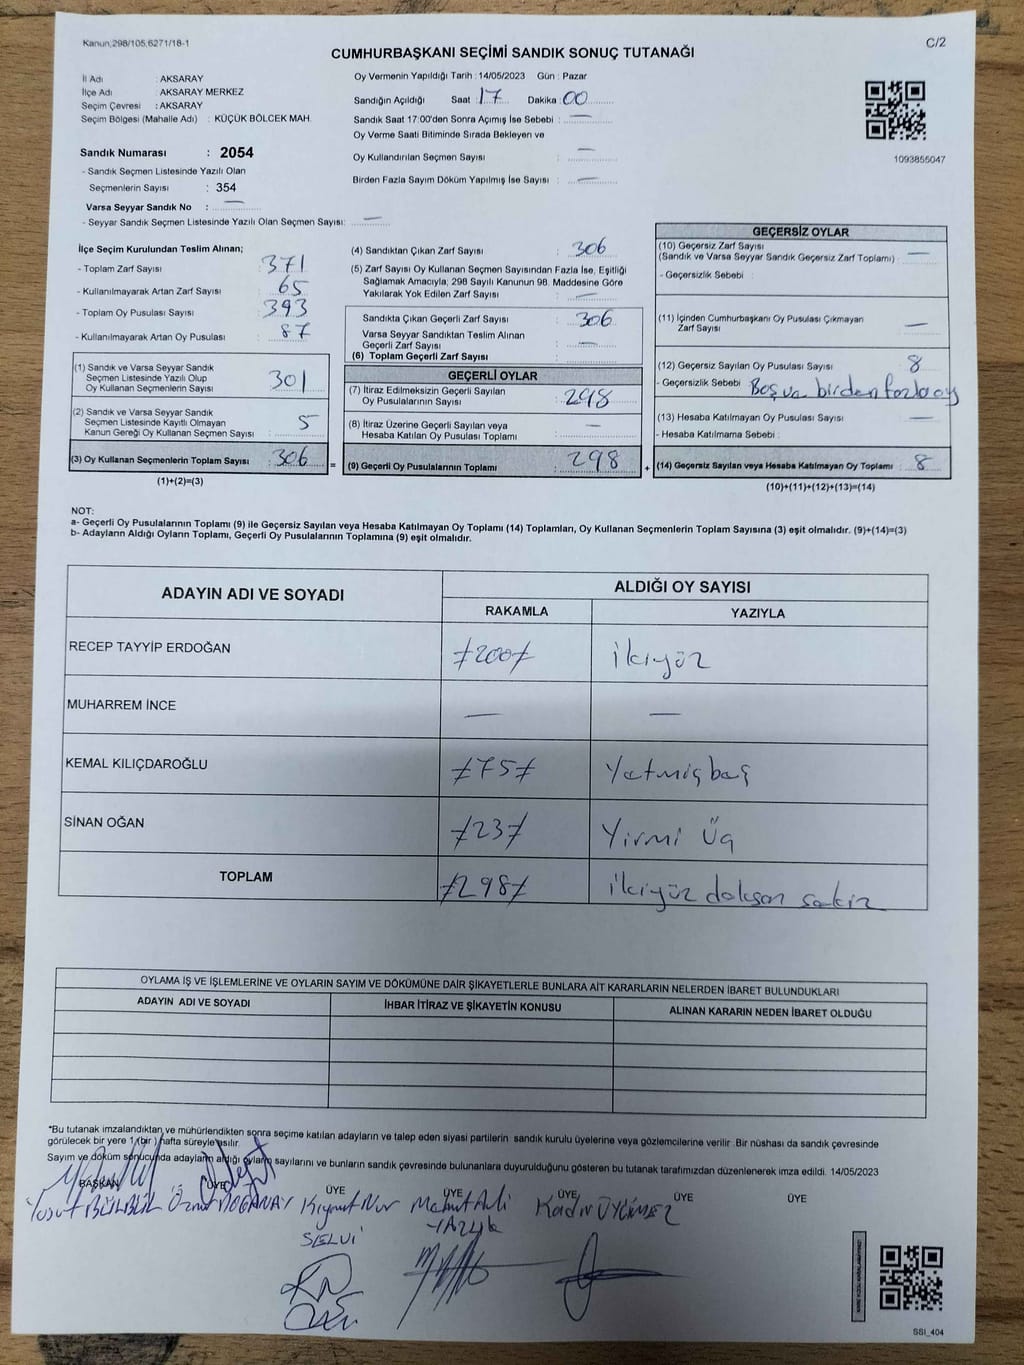 Kanun,298/105,6271/18-1
C/2
CUMHURBAŞKANI SEÇİMİ SANDIK SONUÇ TUTANAĞI
İl Adı : AKSARAY
İlçe Adı : AKSARAY MERKEZ
Seçim Çevresi : AKSARAY
Seçim Bölgesi (Mahalle Adı) : KÜÇÜK BÖLCEK MAH.
Sandık Numarası : 2054
- Sandık Seçmen Listesinde Yazılı Olan
Seçmenlerin Sayısı : 354
Varsa Seyyar Sandık No : —
- Seyyar Sandık Seçmen Listesinde Yazılı Olan Seçmen Sayısı: —
Oy Vermenin Yapıldığı Tarih : 14/05/2023 Gün : Pazar
Sandığın Açıldığı Saat : 17 Dakika : 00
Sandık Saat 17:00'den Sonra Açımış İse Sebebi : —
Oy Verme Saati Bitiminde Sırada Bekleyen ve
Oy Kullandırılan Seçmen Sayısı : —
Birden Fazla Sayım Döküm Yapılmış İse Sayısı : —
1093855047
İlçe Seçim Kurulundan Teslim Alınan;
- Toplam Zarf Sayısı : 371
- Kullanılmayarak Artan Zarf Sayısı : 65
- Toplam Oy Pusulası Sayısı : 393
- Kullanılmayarak Artan Oy Pusulası : 87
(1) Sandık ve Varsa Seyyar Sandık
Seçmen Listesinde Yazılı Olup
Oy Kullanan Seçmenlerin Sayısı : 301
(2) Sandık ve Varsa Seyyar Sandık
Seçmen Listesinde Kayıtlı Olmayan
Kanun Gereği Oy Kullanan Seçmen Sayısı : 5
(3) Oy Kullanan Seçmenlerin Toplam Sayısı : 306
(1)+(2)=(3)
=
(4) Sandıktan Çıkan Zarf Sayısı : 306
(5) Zarf Sayısı Oy Kullanan Seçmen Sayısından Fazla İse, Eşitliği
Sağlamak Amacıyla; 298 Sayılı Kanunun 98. Maddesine Göre
Yakılarak Yok Edilen Zarf Sayısı : —
Sandıkta Çıkan Geçerli Zarf Sayısı : 306
Varsa Seyyar Sandıktan Teslim Alınan
Geçerli Zarf Sayısı : —
(6) Toplam Geçerli Zarf Sayısı :
GEÇERLİ OYLAR
(7) İtiraz Edilmeksizin Geçerli Sayılan
Oy Pusulalarının Sayısı : 298
(8) İtiraz Üzerine Geçerli Sayılan veya
Hesaba Katılan Oy Pusulası Toplamı : —
(9) Geçerli Oy Pusulalarının Toplamı : 298
+
GEÇERSİZ OYLAR
(10) Geçersiz Zarf Sayısı
(Sandık ve Varsa Seyyar Sandık Geçersiz Zarf Toplamı) : —
- Geçersizlik Sebebi :
(11) İçinden Cumhurbaşkanı Oy Pusulası Çıkmayan
Zarf Sayısı : —
(12) Geçersiz Sayılan Oy Pusulası Sayısı : 8
- Geçersizlik Sebebi : Boş va birden fazla oy
(13) Hesaba Katılmayan Oy Pusulası Sayısı : —
- Hesaba Katılmama Sebebi :
(14) Geçersiz Sayılan veya Hesaba Katılmayan Oy Toplamı : 8
(10)+(11)+(12)+(13)=(14)
NOT:
a- Geçerli Oy Pusulalarının Toplamı (9) ile Geçersiz Sayılan veya Hesaba Katılmayan Oy Toplamı (14) Toplamları, Oy Kullanan Seçmenlerin Toplam Sayısına (3) eşit olmalıdır. (9)+(14)=(3)
b- Adayların Aldığı Oyların Toplamı, Geçerli Oy Pusulalarının Toplamına (9) eşit olmalıdır.
ADAYIN ADI VE SOYADI ALDIĞI OY SAYISI
RAKAMLA YAZIYLA
RECEP TAYYİP ERDOĞAN ≠200≠ ikiyüz
MUHARREM İNCE — —
KEMAL KILIÇDAROĞLU ≠75≠ Yetmişbeş
SİNAN OĞAN ≠23≠ Yirmi üç
TOPLAM ≠298≠ ikiyüz doksan sekiz
OYLAMA İŞ VE İŞLEMLERİNE VE OYLARIN SAYIM VE DÖKÜMÜNE DAİR ŞİKAYETLERLE BUNLARA AİT KARARLARIN NELERDEN İBARET BULUNDUKLARI
ADAYIN ADI VE SOYADI İHBAR İTİRAZ VE ŞİKAYETİN KONUSU ALINAN KARARIN NEDEN İBARET OLDUĞU
*Bu tutanak imzalandıktan ve mühürlendikten sonra seçime katılan adayların ve talep eden siyasi partilerin sandık kurulu üyelerine veya gözlemcilerine verilir. Bir nüshası da sandık çevresinde
görülecek bir yere 1 (bir) hafta süreyle asılır.
Sayım ve döküm sonucunda adayların aldığı oyların sayılarını ve bunların sandık çevresinde bulunanlara duyurulduğunu gösteren bu tutanak tarafımızdan düzenlenerek imza edildi. 14/05/2023
BAŞKAN ÜYE ÜYE ÜYE ÜYE ÜYE ÜYE
Yusuf BÜLBÜL DOĞANAY Kıymet Nur Mehmet Ali Kadir
SELVİ YAZLIK
SSI_404